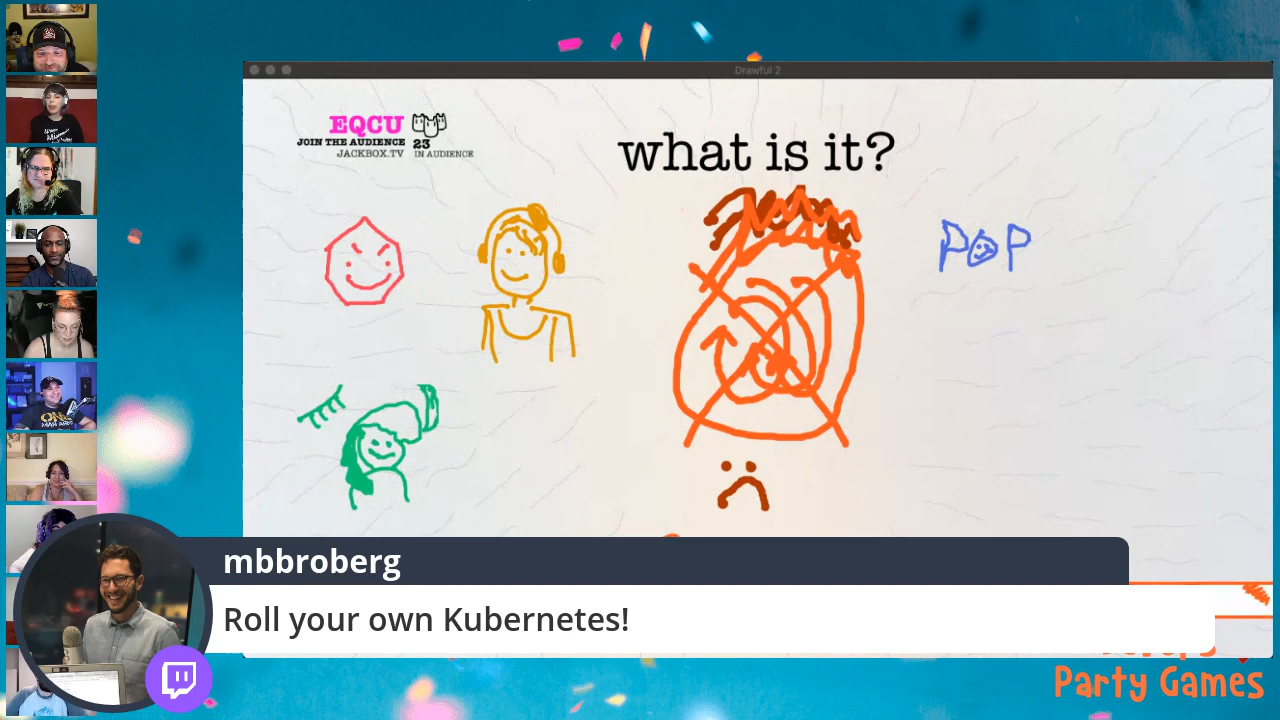 Drawful 2
EQCU
JOIN THE AUDIENCE
JACKBOX.TV
23
IN AUDIENCE
what is it?
POP
mbbroberg
Roll your own Kubernetes!
Party Games